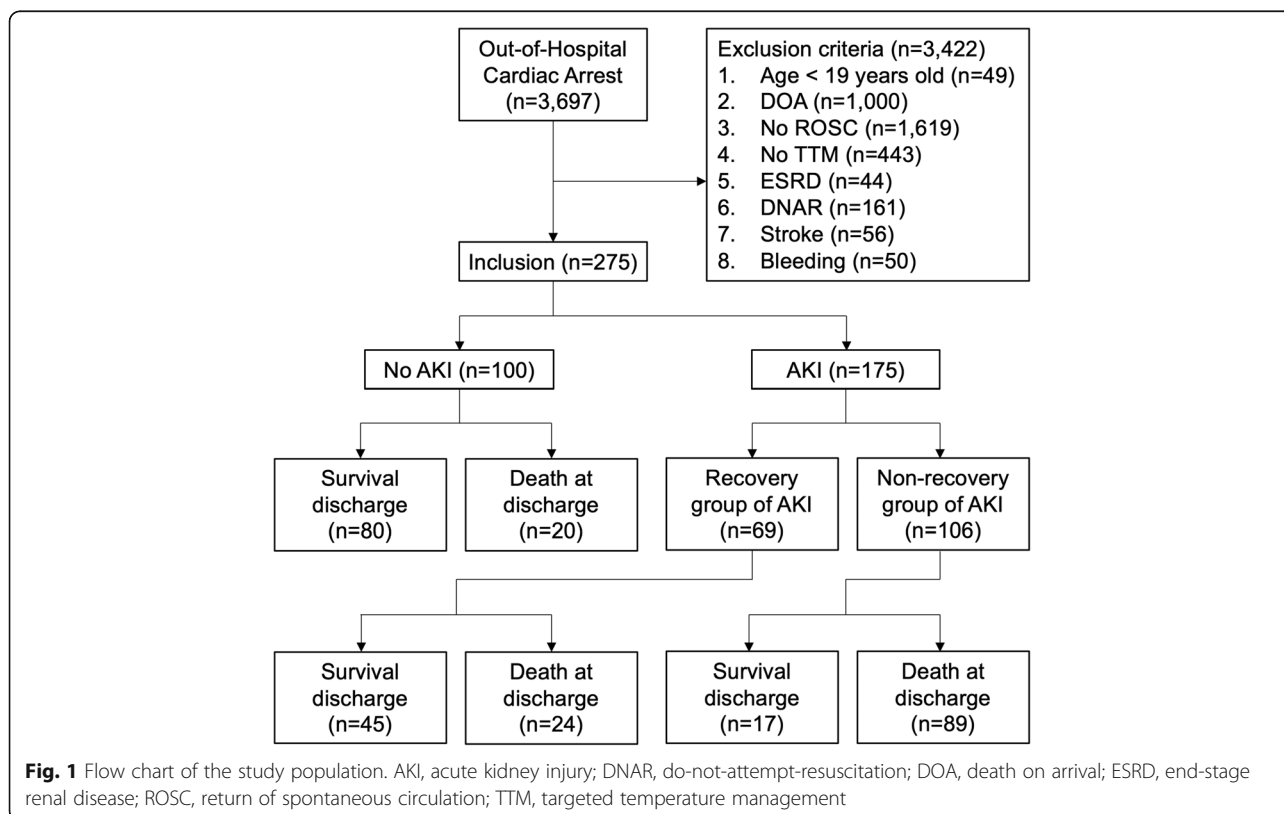 Out-of-Hospital
Cardiac Arrest
(n=3,697)
Exclusion criteria (n=3,422)
1. Age < 19 years old (n=49)
2. DOA (n=1,000)
3. No ROSC (n=1,619)
4. No TTM (n=443)
5. ESRD (n=44)
6. DNAR (n=161)
7. Stroke (n=56)
8. Bleeding (n=50)
Inclusion (n=275)
No AKI (n=100)
AKI (n=175)
Survival
discharge
(n=80)
Death at
discharge
(n=20)
Recovery
group of AKI
(n=69)
Non-recovery
group of AKI
(n=106)
Survival
discharge
(n=45)
Death at
discharge
(n=24)
Survival
discharge
(n=17)
Death at
discharge
(n=89)
Fig. 1 Flow chart of the study population. AKI, acute kidney injury; DNAR, do-not-attempt-resuscitation; DOA, death on arrival; ESRD, end-stage
renal disease; ROSC, return of spontaneous circulation; TTM, targeted temperature management